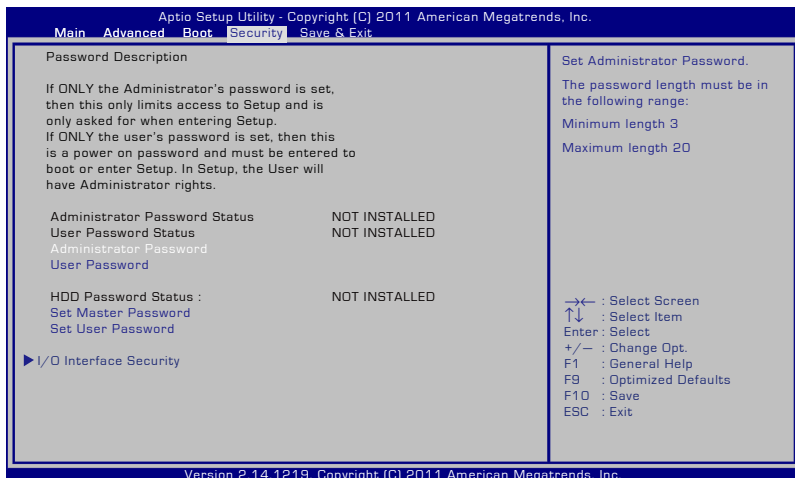 Aptio Setup Utility - Copyright (C) 2011 American Megatrends, Inc.
Main Advanced Boot Security Save & Exit
Password Description
If ONLY the Administrator's password is set,
then this only limits access to Setup and is
only asked for when entering Setup.
If ONLY the user's password is set, then this
is a power on password and must be entered to
boot or enter Setup. In Setup, the User will
have Administrator rights.
Administrator Password Status NOT INSTALLED
User Password Status NOT INSTALLED
Administrator Password
User Password
HDD Password Status : NOT INSTALLED
Set Master Password
Set User Password
I/O Interface Security
Set Administrator Password.
The password length must be in
the following range:
Minimum length 3
Maximum length 20
→← : Select Screen
↑↓ : Select Item
Enter : Select
+/— : Change Opt.
F1 : General Help
F9 : Optimized Defaults
F10 : Save
ESC : Exit
Version 2.14.1219. Copyright (C) 2011 American Megatrends, Inc.